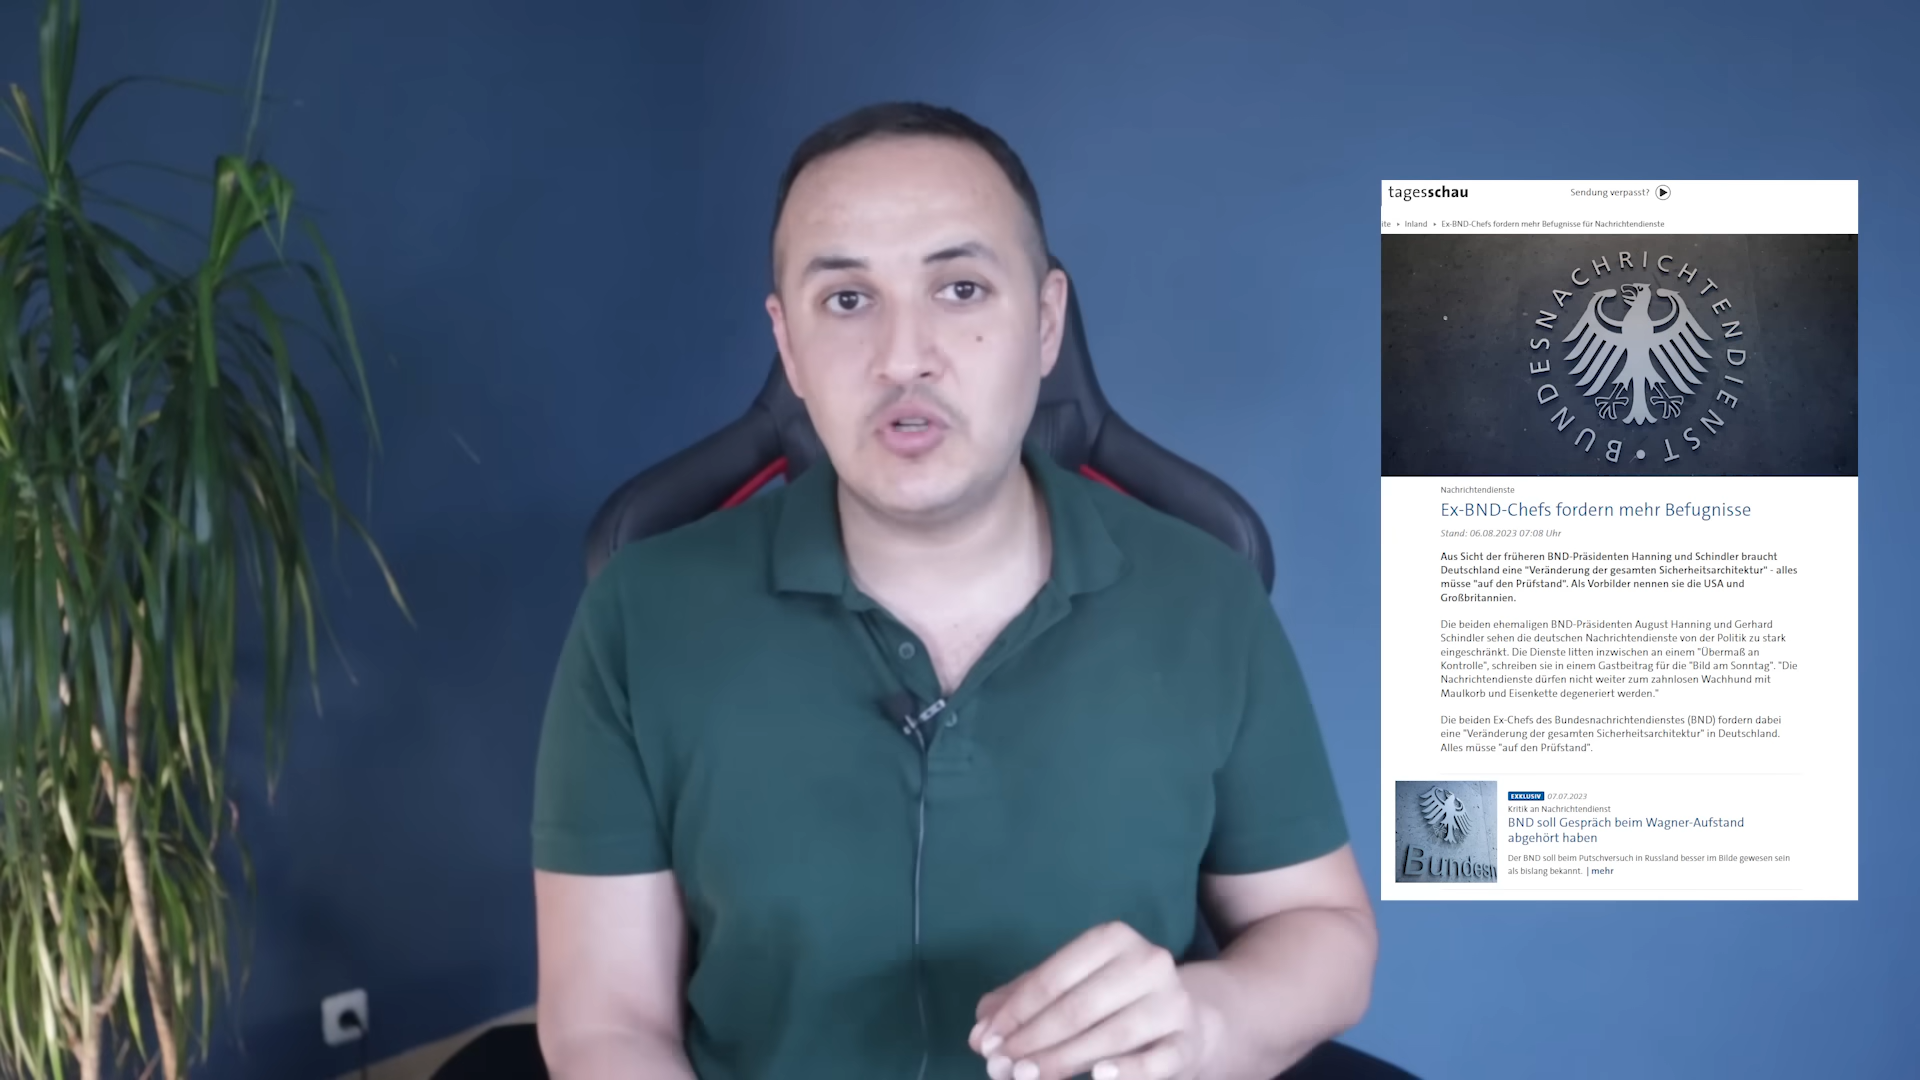 tagesschau
Sendung verpasst?
ite ▸ Inland ▸ Ex-BND-Chefs fordern mehr Befugnisse für Nachrichtendienste
BUNDESNACHRICHTENDIENST
Nachrichtendienste
Ex-BND-Chefs fordern mehr Befugnisse
Stand: 06.08.2023 07:08 Uhr
Aus Sicht der früheren BND-Präsidenten Hanning und Schindler braucht
Deutschland eine "Veränderung der gesamten Sicherheitsarchitektur" - alles
müsse "auf den Prüfstand". Als Vorbilder nennen sie die USA und
Großbritannien.
Die beiden ehemaligen BND-Präsidenten August Hanning und Gerhard
Schindler sehen die deutschen Nachrichtendienste von der Politik zu stark
eingeschränkt. Die Dienste litten inzwischen an einem "Übermaß an
Kontrolle", schreiben sie in einem Gastbeitrag für die "Bild am Sonntag". "Die
Nachrichtendienste dürfen nicht weiter zum zahnlosen Wachhund mit
Maulkorb und Eisenkette degeneriert werden."
Die beiden Ex-Chefs des Bundesnachrichtendienstes (BND) fordern dabei
eine "Veränderung der gesamten Sicherheitsarchitektur" in Deutschland.
Alles müsse "auf den Prüfstand".
Bundesn
EXKLUSIV 07.07.2023
Kritik an Nachrichtendienst
BND soll Gespräch beim Wagner-Aufstand
abgehört haben
Der BND soll beim Putschversuch in Russland besser im Bilde gewesen sein
als bislang bekannt. | mehr